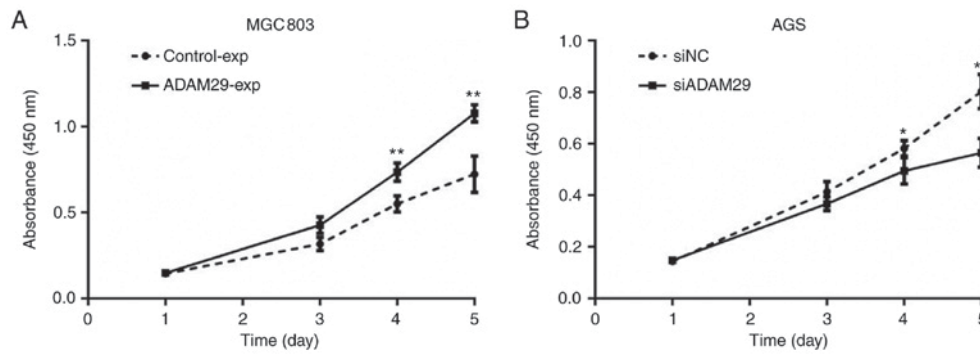 A
MGC803
Control-exp
ADAM29-exp
**
**
Absorbance (450 nm)
1.5
1.0
0.5
0.0
0 1 2 3 4 5
Time (day)
B
AGS
siNC
siADAM29
*
*
Absorbance (450 nm)
1.0
0.8
0.6
0.4
0.2
0.0
0 1 2 3 4 5
Time (day)